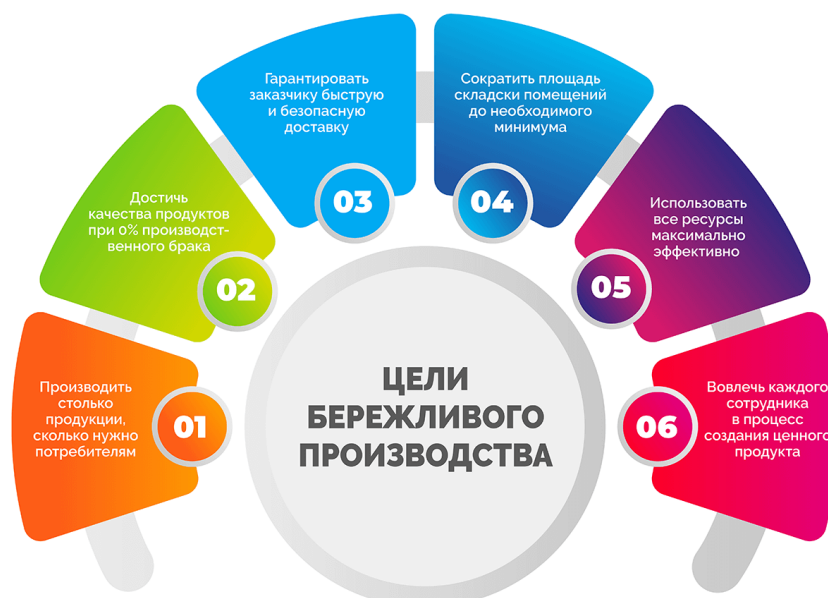 Гарантировать
заказчику быструю
и безопасную
доставку
03
Сократить площадь
складски помещений
до необходимого
минимума
04
Достичь
качества продуктов
при 0% производст-
венного брака
02
Использовать
все ресурсы
максимально
эффективно
05
Производить
столько
продукции,
сколько нужно
потребителям
01
ЦЕЛИ
БЕРЕЖЛИВОГО
ПРОИЗВОДСТВА
Вовлечь каждого
сотрудника
в процесс
создания ценного
продукта
06